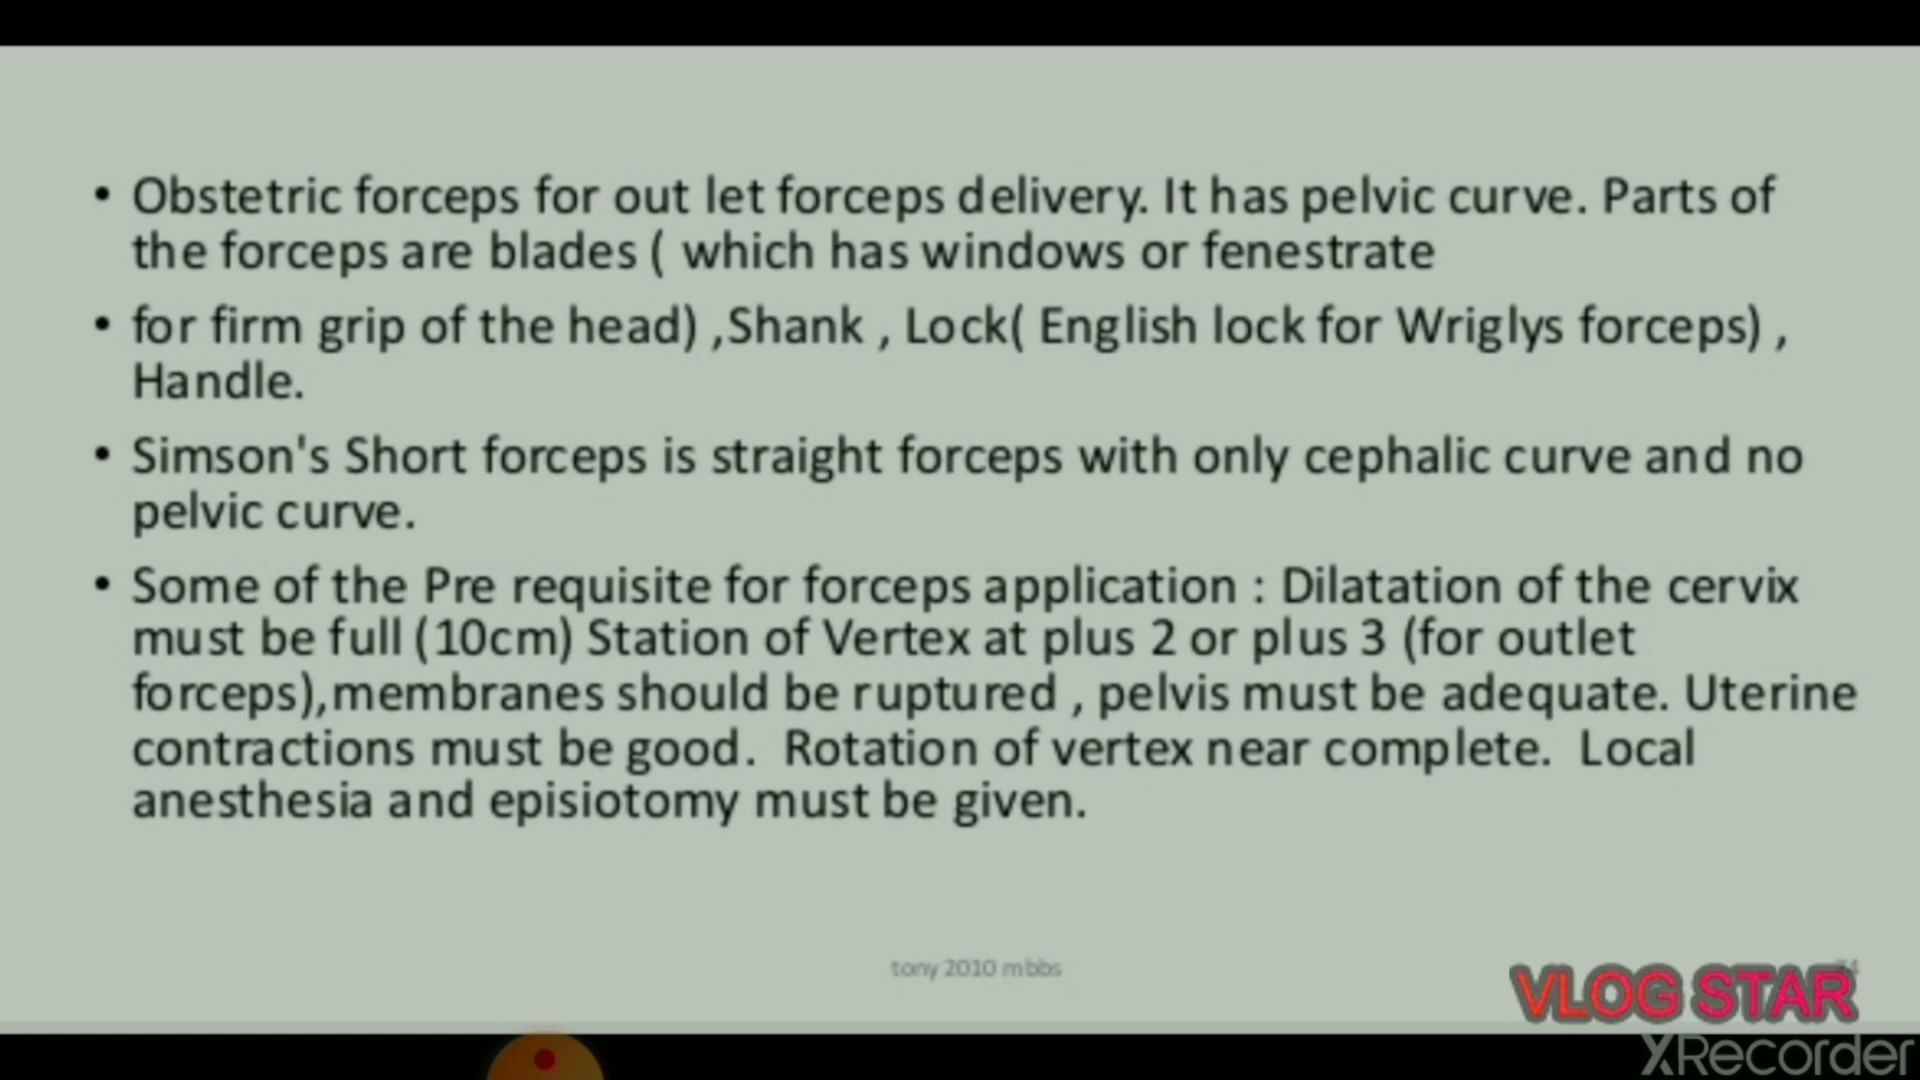 • Obstetric forceps for out let forceps delivery. It has pelvic curve. Parts of
the forceps are blades ( which has windows or fenestrate
• for firm grip of the head) ,Shank , Lock( English lock for Wriglys forceps) ,
Handle.
• Simson's Short forceps is straight forceps with only cephalic curve and no
pelvic curve.
• Some of the Pre requisite for forceps application : Dilatation of the cervix
must be full (10cm) Station of Vertex at plus 2 or plus 3 (for outlet
forceps),membranes should be ruptured , pelvis must be adequate. Uterine
contractions must be good. Rotation of vertex near complete. Local
anesthesia and episiotomy must be given.
tony 2010 mbbs
VLOG STAR
XRecorder